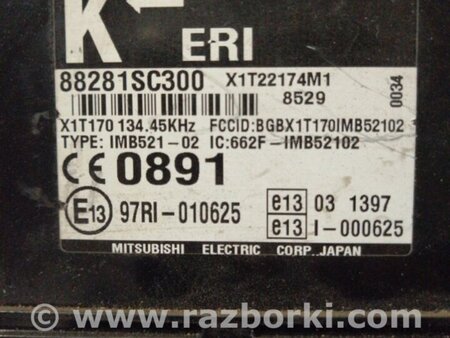 K ERI
88281SC300 X1T22174M1
8529
0034
X1T170 134.45KHz FCCID:BGBX1T170IMB52102
TYPE: IMB521-02 IC:662F-IMB52102
CE 0891
E13 97RI-010625
e13 03 1397
e13 I-000625
MITSUBISHI ELECTRIC CORP.JAPAN
© www.razborki.com